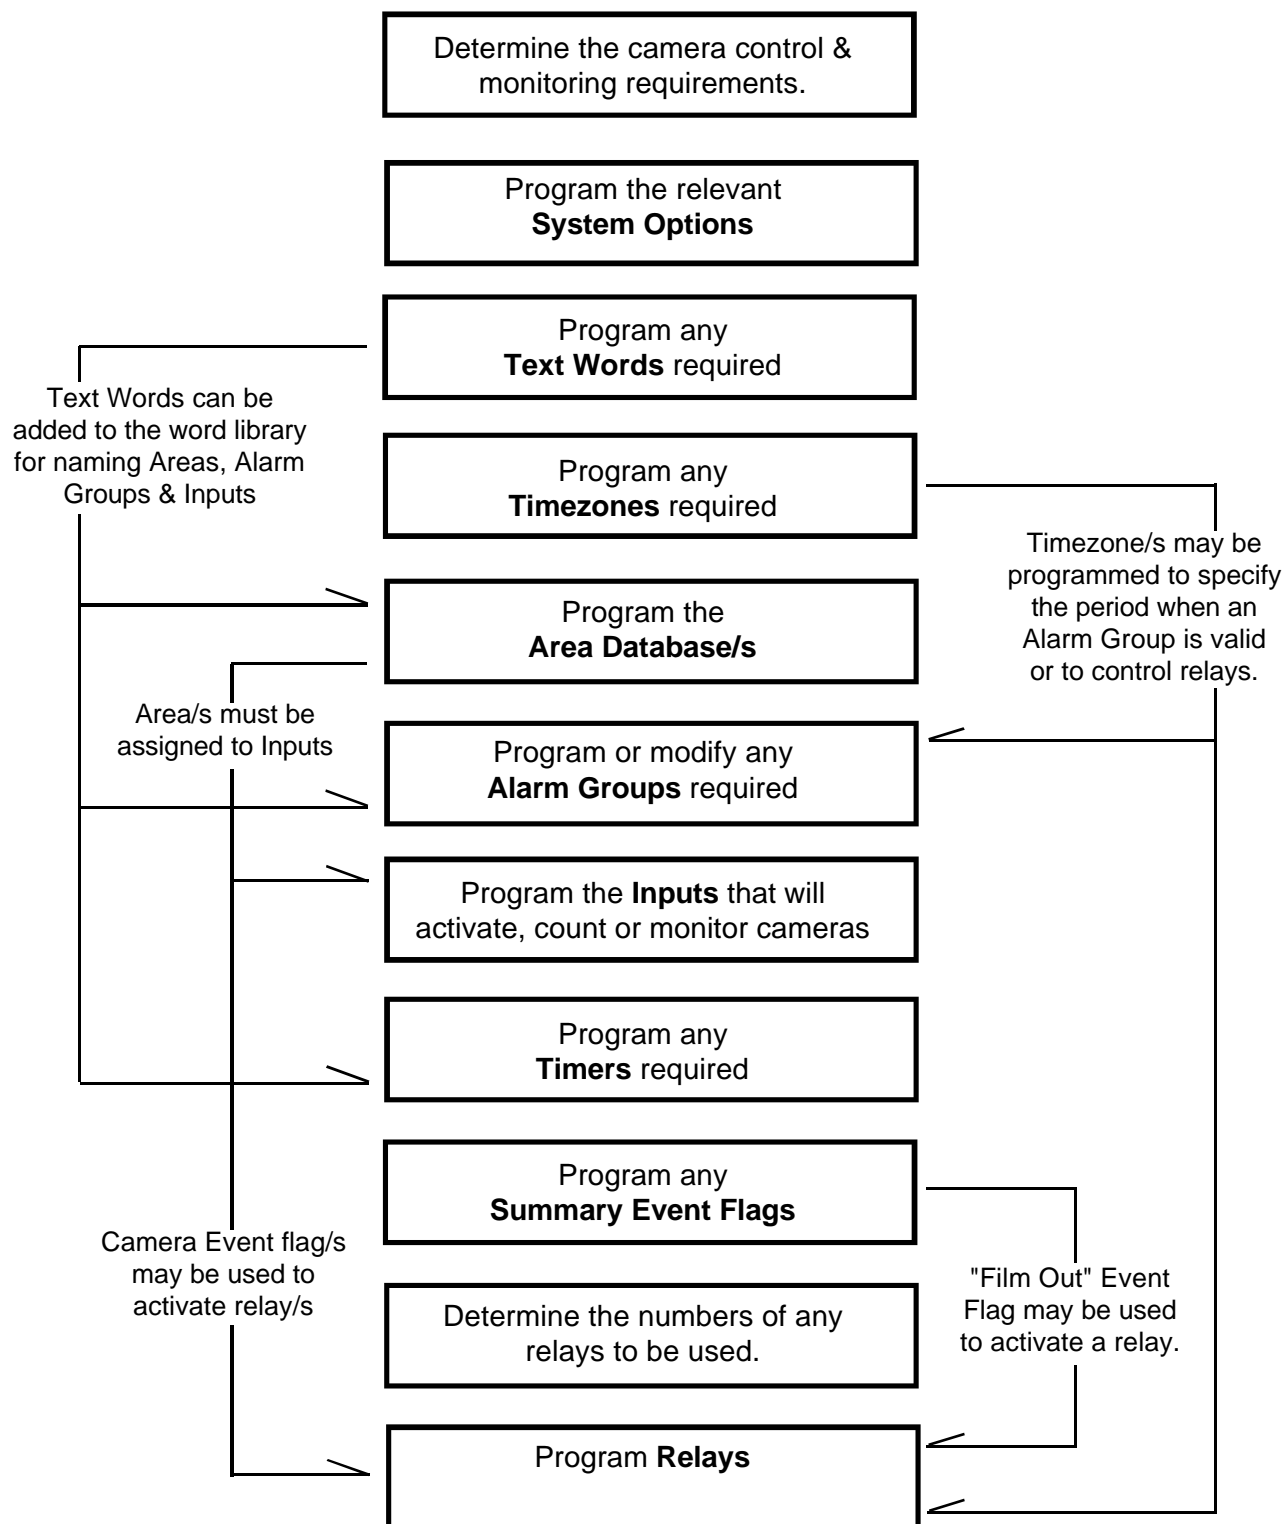 Determine the camera control &
monitoring requirements.
Program the relevant
System Options
Program any
Text Words required
Text Words can be
added to the word library
for naming Areas, Alarm
Groups & Inputs
Program any
Timezones required
Timezone/s may be
programmed to specify
the period when an
Alarm Group is valid
or to control relays.
Program the
Area Database/s
Area/s must be
assigned to Inputs
Program or modify any
Alarm Groups required
Program the Inputs that will
activate, count or monitor cameras
Program any
Timers required
Program any
Summary Event Flags
Camera Event flag/s
may be used to
activate relay/s
"Film Out" Event
Flag may be used
to activate a relay.
Determine the numbers of any
relays to be used.
Program Relays